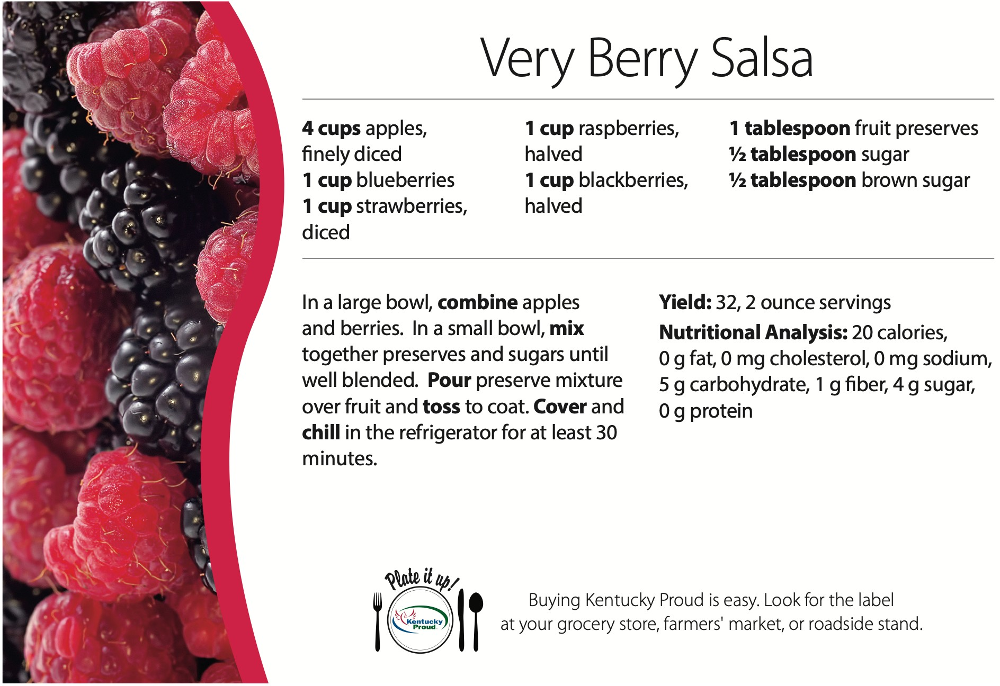 Very Berry Salsa
4 cups apples,
finely diced
1 cup blueberries
1 cup strawberries,
diced
1 cup raspberries,
halved
1 cup blackberries,
halved
1 tablespoon fruit preserves
½ tablespoon sugar
½ tablespoon brown sugar
In a large bowl, combine apples
and berries.  In a small bowl, mix
together preserves and sugars until
well blended.  Pour preserve mixture
over fruit and toss to coat. Cover and
chill in the refrigerator for at least 30
minutes.
Yield: 32, 2 ounce servings
Nutritional Analysis: 20 calories,
0 g fat, 0 mg cholesterol, 0 mg sodium,
5 g carbohydrate, 1 g fiber, 4 g sugar,
0 g protein
Plate it up!
Kentucky
Proud
Buying Kentucky Proud is easy. Look for the label
at your grocery store, farmers' market, or roadside stand.